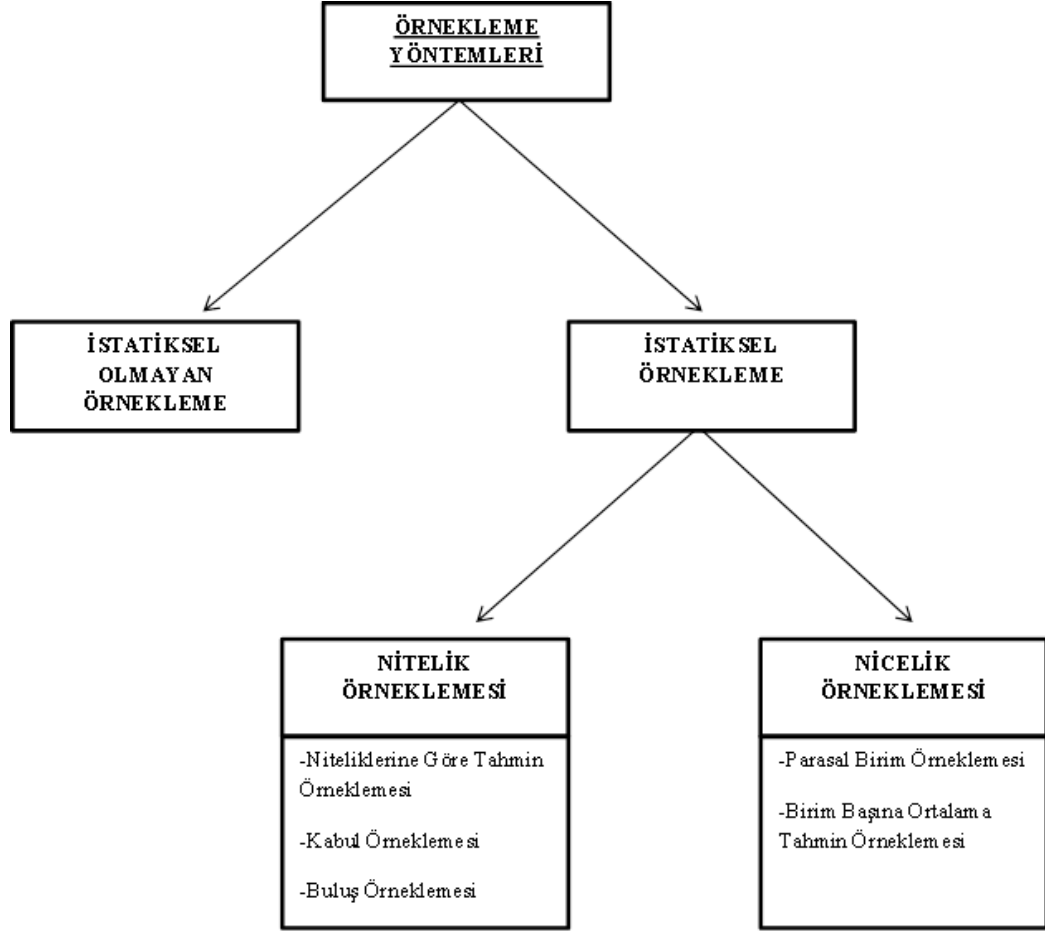 ÖRNEKLEME
YÖNTEMLERİ
İSTATİKSEL
OLMAYAN
ÖRNEKLEME
İSTATİKSEL
ÖRNEKLEME
NİTELİK
ÖRNEKLEMESİ
-Niteliklerine Göre Tahmin
Örneklemesi
-Kabul Örneklemesi
-Buluş Örneklemesi
NİCELİK
ÖRNEKLEMESİ
-Parasal Birim Örneklemesi
-Birim Başına Ortalama
Tahmin Örneklemesi